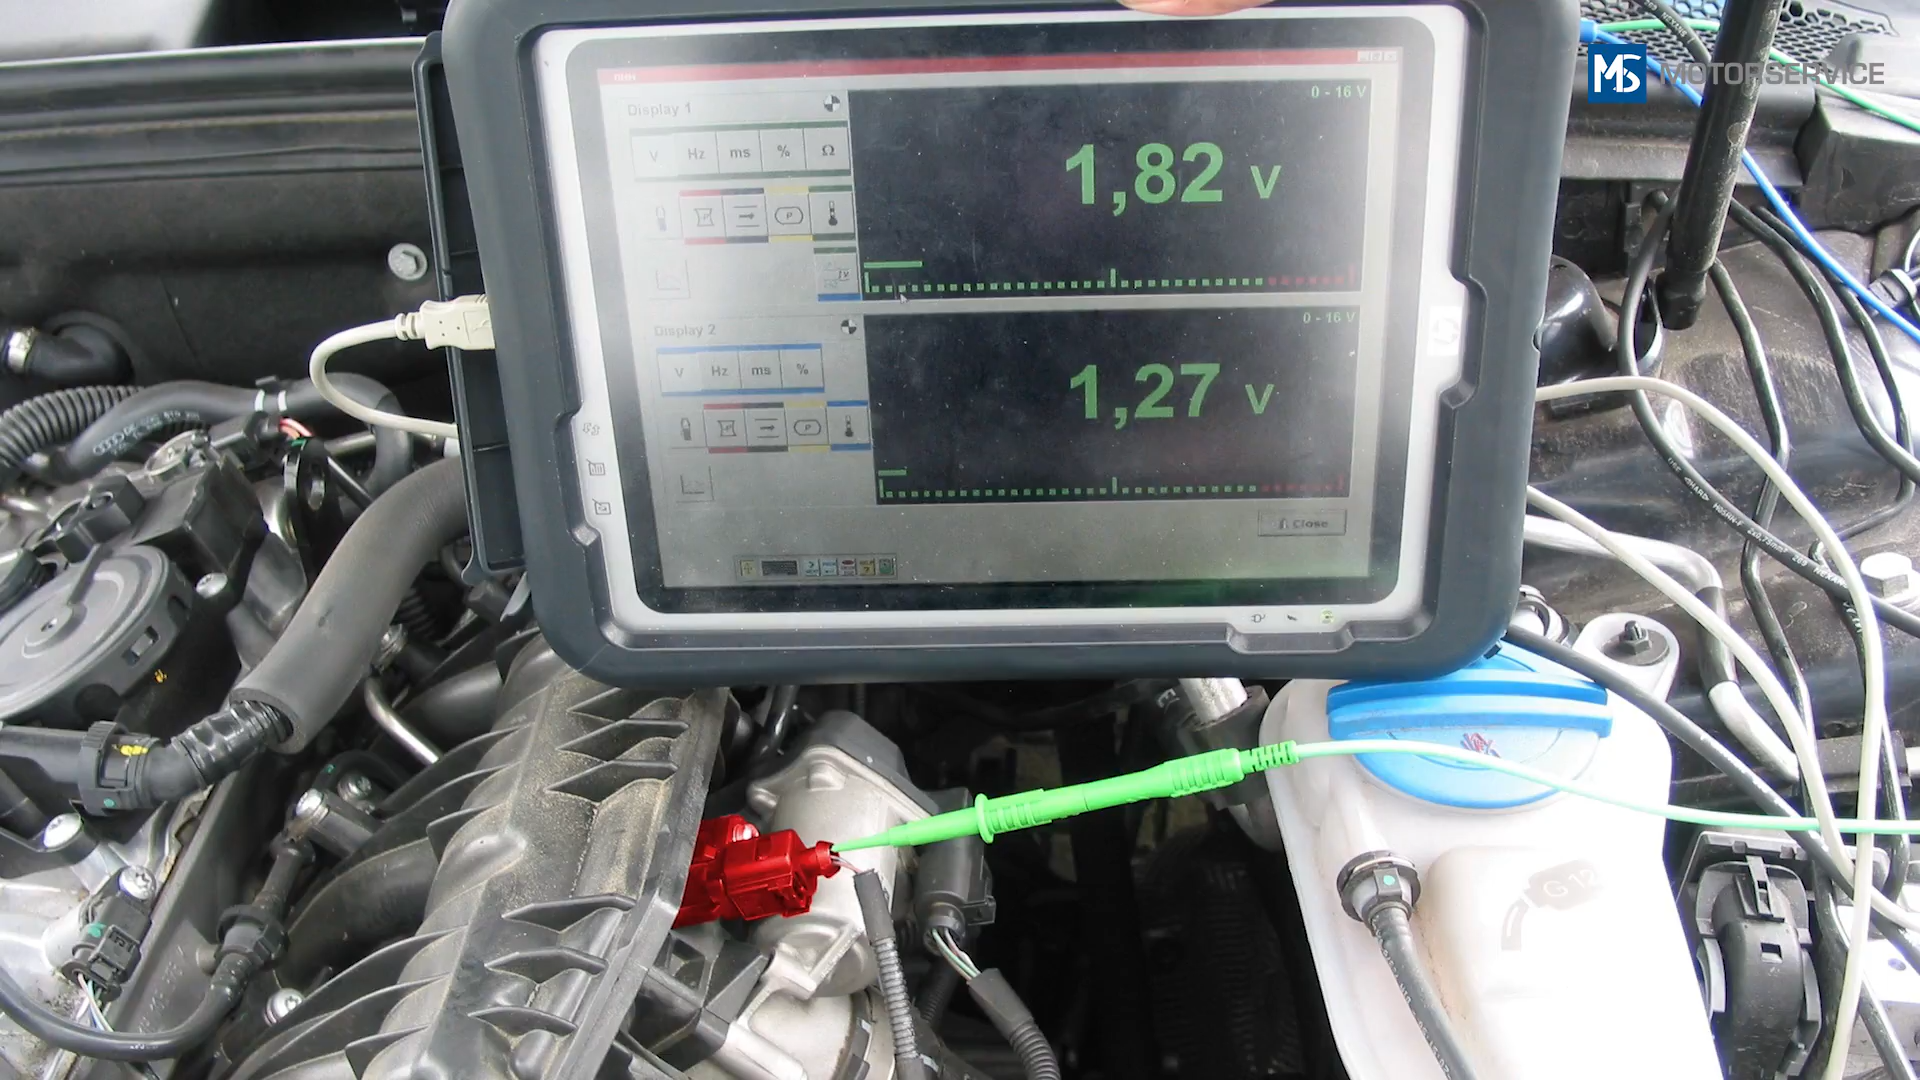 MS MOTORSERVICE
Display 1
V Hz ms % Ω
0 - 16 V
1,82 V
Display 2
V Hz ms %
0 - 16 V
1,27 V
Close
G 12